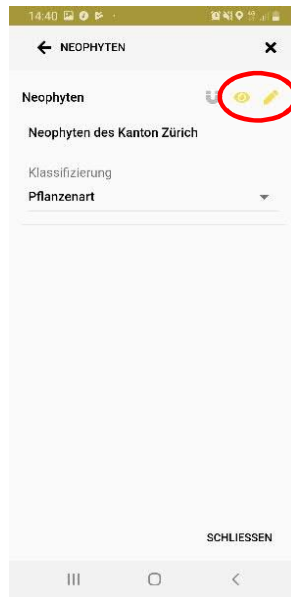 14:40
NEOPHYTEN
Neophyten
Neophyten des Kanton Zürich
Klassifizierung
Pflanzenart
SCHLIESSEN